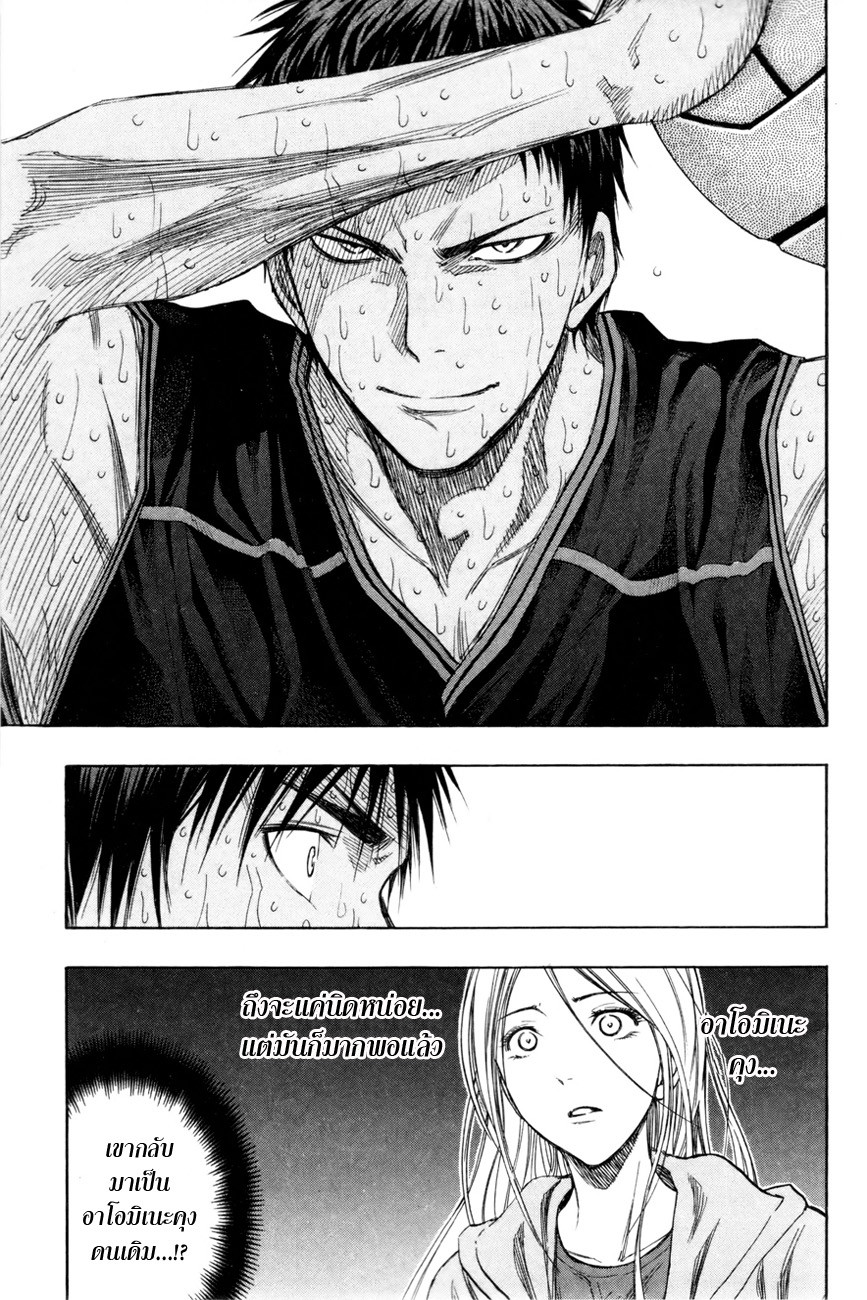 อาโอมิเนะ
คุง...
ถึงจะแค่นิดหน่อย...
แต่มันก็มากพอแล้ว
เขากลับ
มาเป็น
อาโอมิเนะคุง
คนเดิม...!?